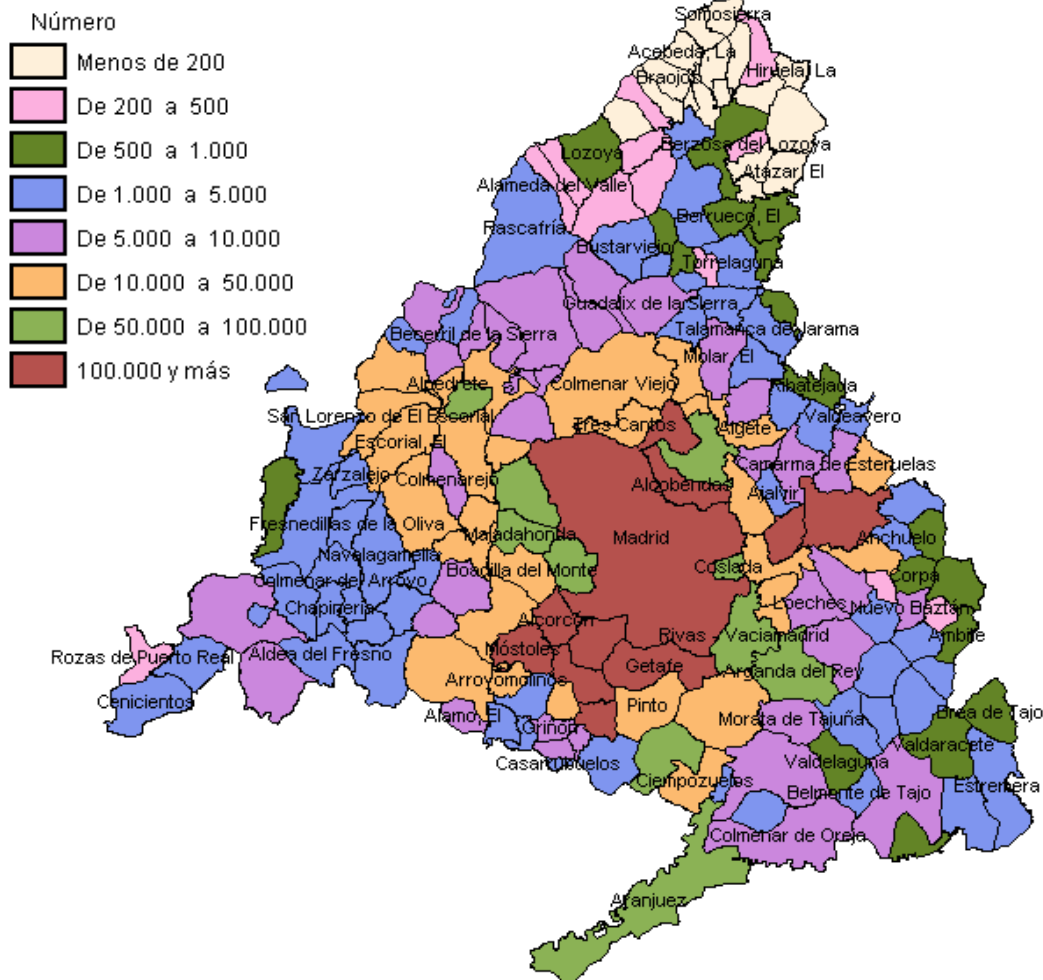 Número
Menos de 200
De 200 a 500
De 500 a 1.000
De 1.000 a 5.000
De 5.000 a 10.000
De 10.000 a 50.000
De 50.000 a 100.000
100.000 y más
Somosierra
Acebeda, La
Hiruela, La
Braojos
Berzosa del Lozoya
Lozoya
Atazar, El
Alameda del Valle
Berrueco, El
Rascafría
Bustarviejo
Torrelaguna
Guadalix de la Sierra
Becerril de la Sierra
Talamanca de Jarama
Molar, El
Alpedrete
Colmenar Viejo
Ribatejada
San Lorenzo de El Escorial
Valdeavero
Tres Cantos
Algete
Escorial, El
Camarma de Esteruelas
Zarzalejo
Colmenarejo
Alcobendas
Ajalvir
Fresnedillas de la Oliva
Majadahonda
Madrid
Anchuelo
Navalagamella
Boadilla del Monte
Coslada
Corpa
Colmenar del Arroyo
Chapinería
Loeches
Nuevo Baztán
Alcorcón
Rivas - Vaciamadrid
Ambite
Móstoles
Rozas de Puerto Real
Aldea del Fresno
Getafe
Arganda del Rey
Arroyomolinos
Cenicientos
Pinto
Alamo, El
Morata de Tajuña
Brea de Tajo
Griñón
Valdaracete
Casarrubuelos
Valdelaguna
Ciempozuelos
Belmonte de Tajo
Estremera
Colmenar de Oreja
Aranjuez